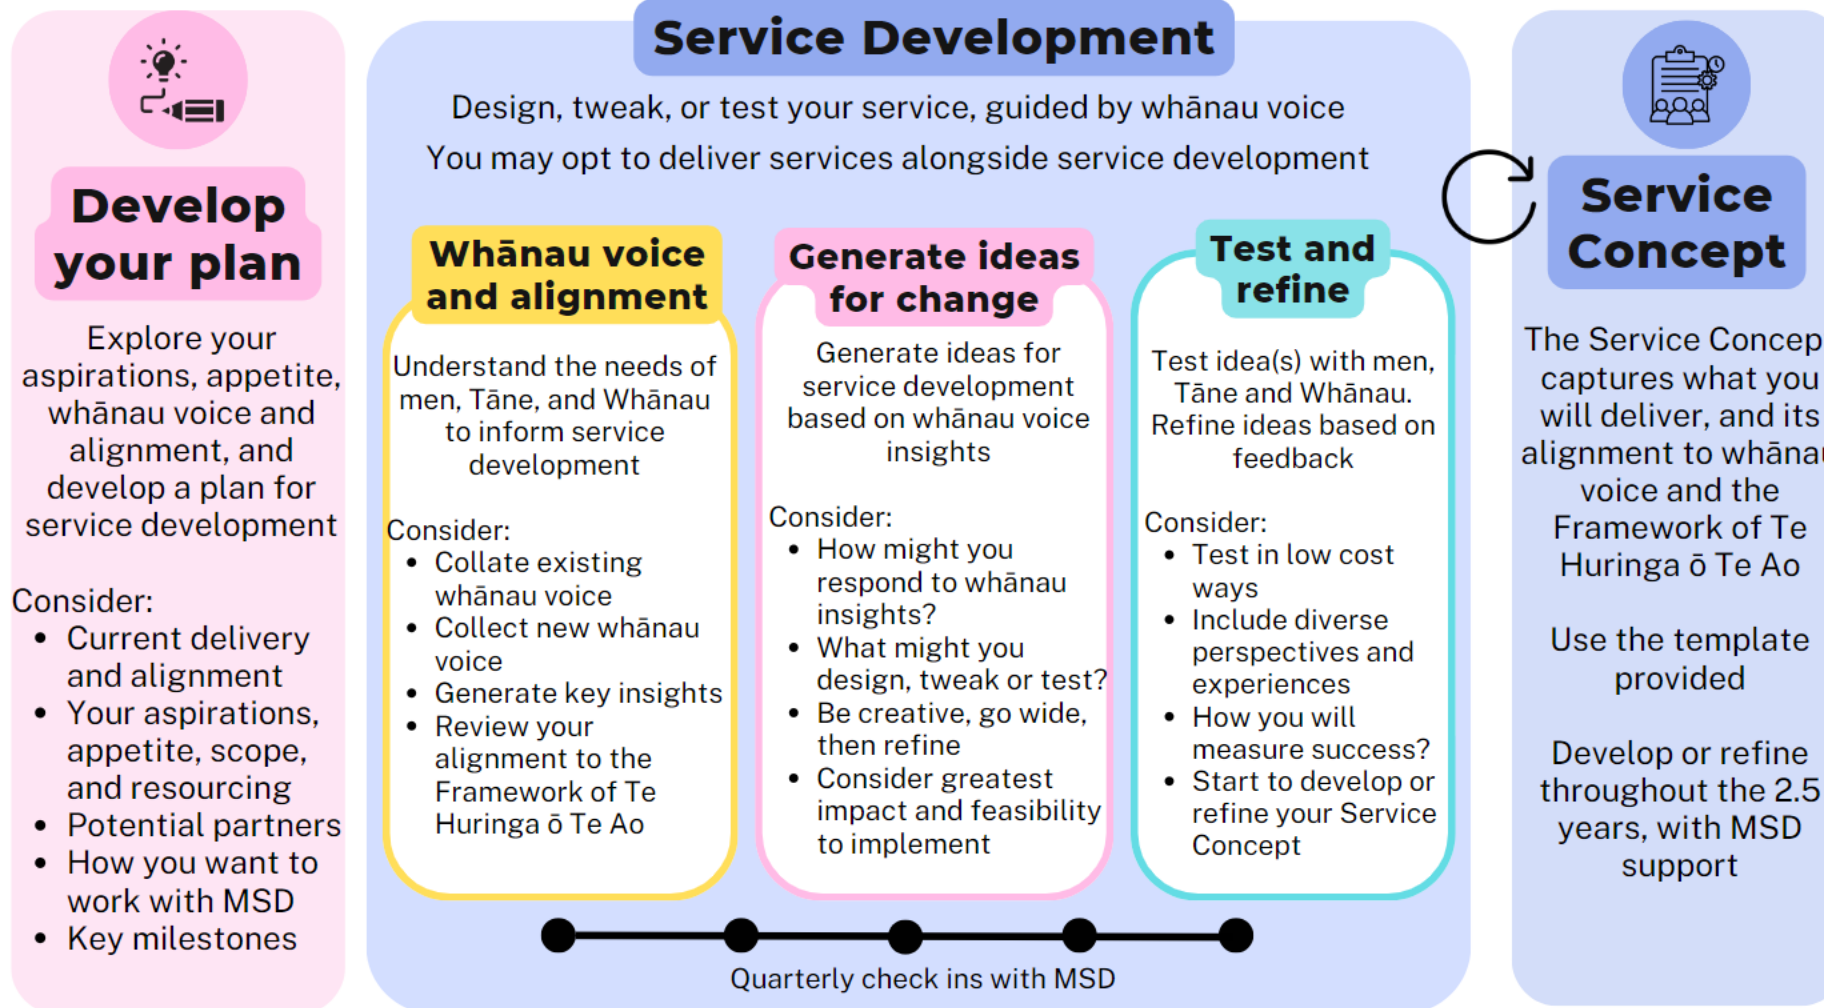 Develop
your plan
Explore your
aspirations, appetite,
whānau voice and
alignment, and
develop a plan for
service development
Consider:
• Current delivery
and alignment
• Your aspirations,
appetite, scope,
and resourcing
• Potential partners
• How you want to
work with MSD
• Key milestones
Service Development
Design, tweak, or test your service, guided by whānau voice
You may opt to deliver services alongside service development
Whānau voice
and alignment
Understand the needs of
men, Tāne, and Whānau
to inform service
development
Consider:
• Collate existing
whānau voice
• Collect new whānau
voice
• Generate key insights
• Review your
alignment to the
Framework of Te
Huringa ō Te Ao
Generate ideas
for change
Generate ideas for
service development
based on whānau voice
insights
Consider:
• How might you
respond to whānau
insights?
• What might you
design, tweak or test?
• Be creative, go wide,
then refine
• Consider greatest
impact and feasibility
to implement
Test and
refine
Test idea(s) with men,
Tāne and Whānau.
Refine ideas based on
feedback
Consider:
• Test in low cost
ways
• Include diverse
perspectives and
experiences
• How you will
measure success?
• Start to develop or
refine your Service
Concept
Quarterly check ins with MSD
Service
Concept
The Service Concep
captures what you
will deliver, and its
alignment to whānau
voice and the
Framework of Te
Huringa ō Te Ao
Use the template
provided
Develop or refine
throughout the 2.5
years, with MSD
support